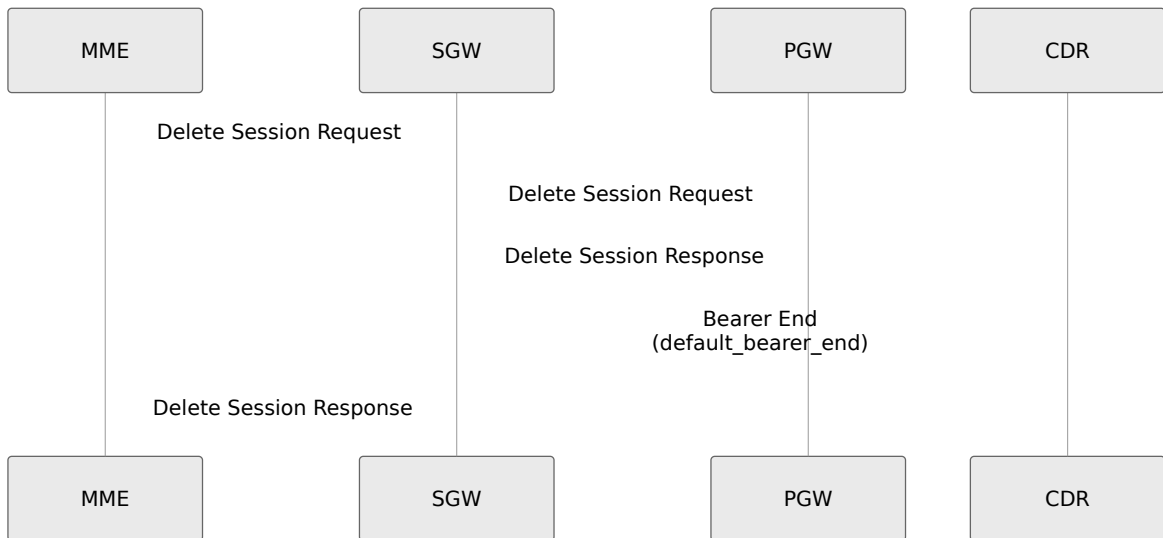 MME
SGW
PGW
CDR
Delete Session Request
Delete Session Request
Delete Session Response
Bearer End
(default_bearer_end)
Delete Session Response
MME
SGW
PGW
CDR